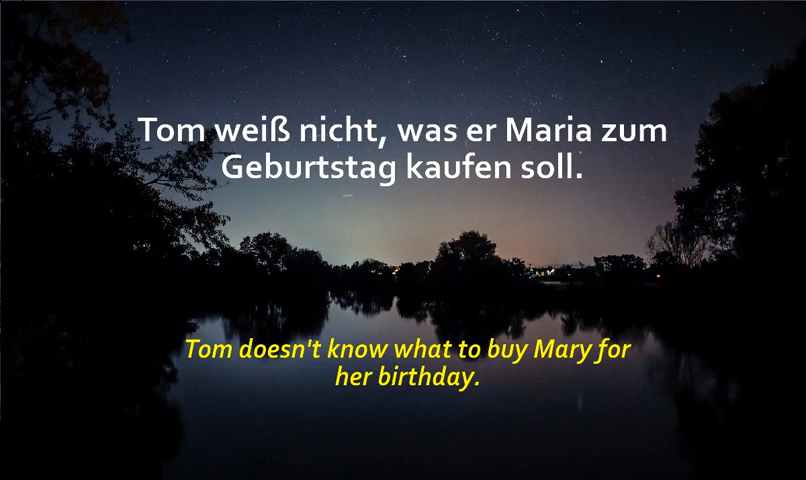 Tom weiß nicht, was er Maria zum
Geburtstag kaufen soll.
Tom doesn't know what to buy Mary for
her birthday.